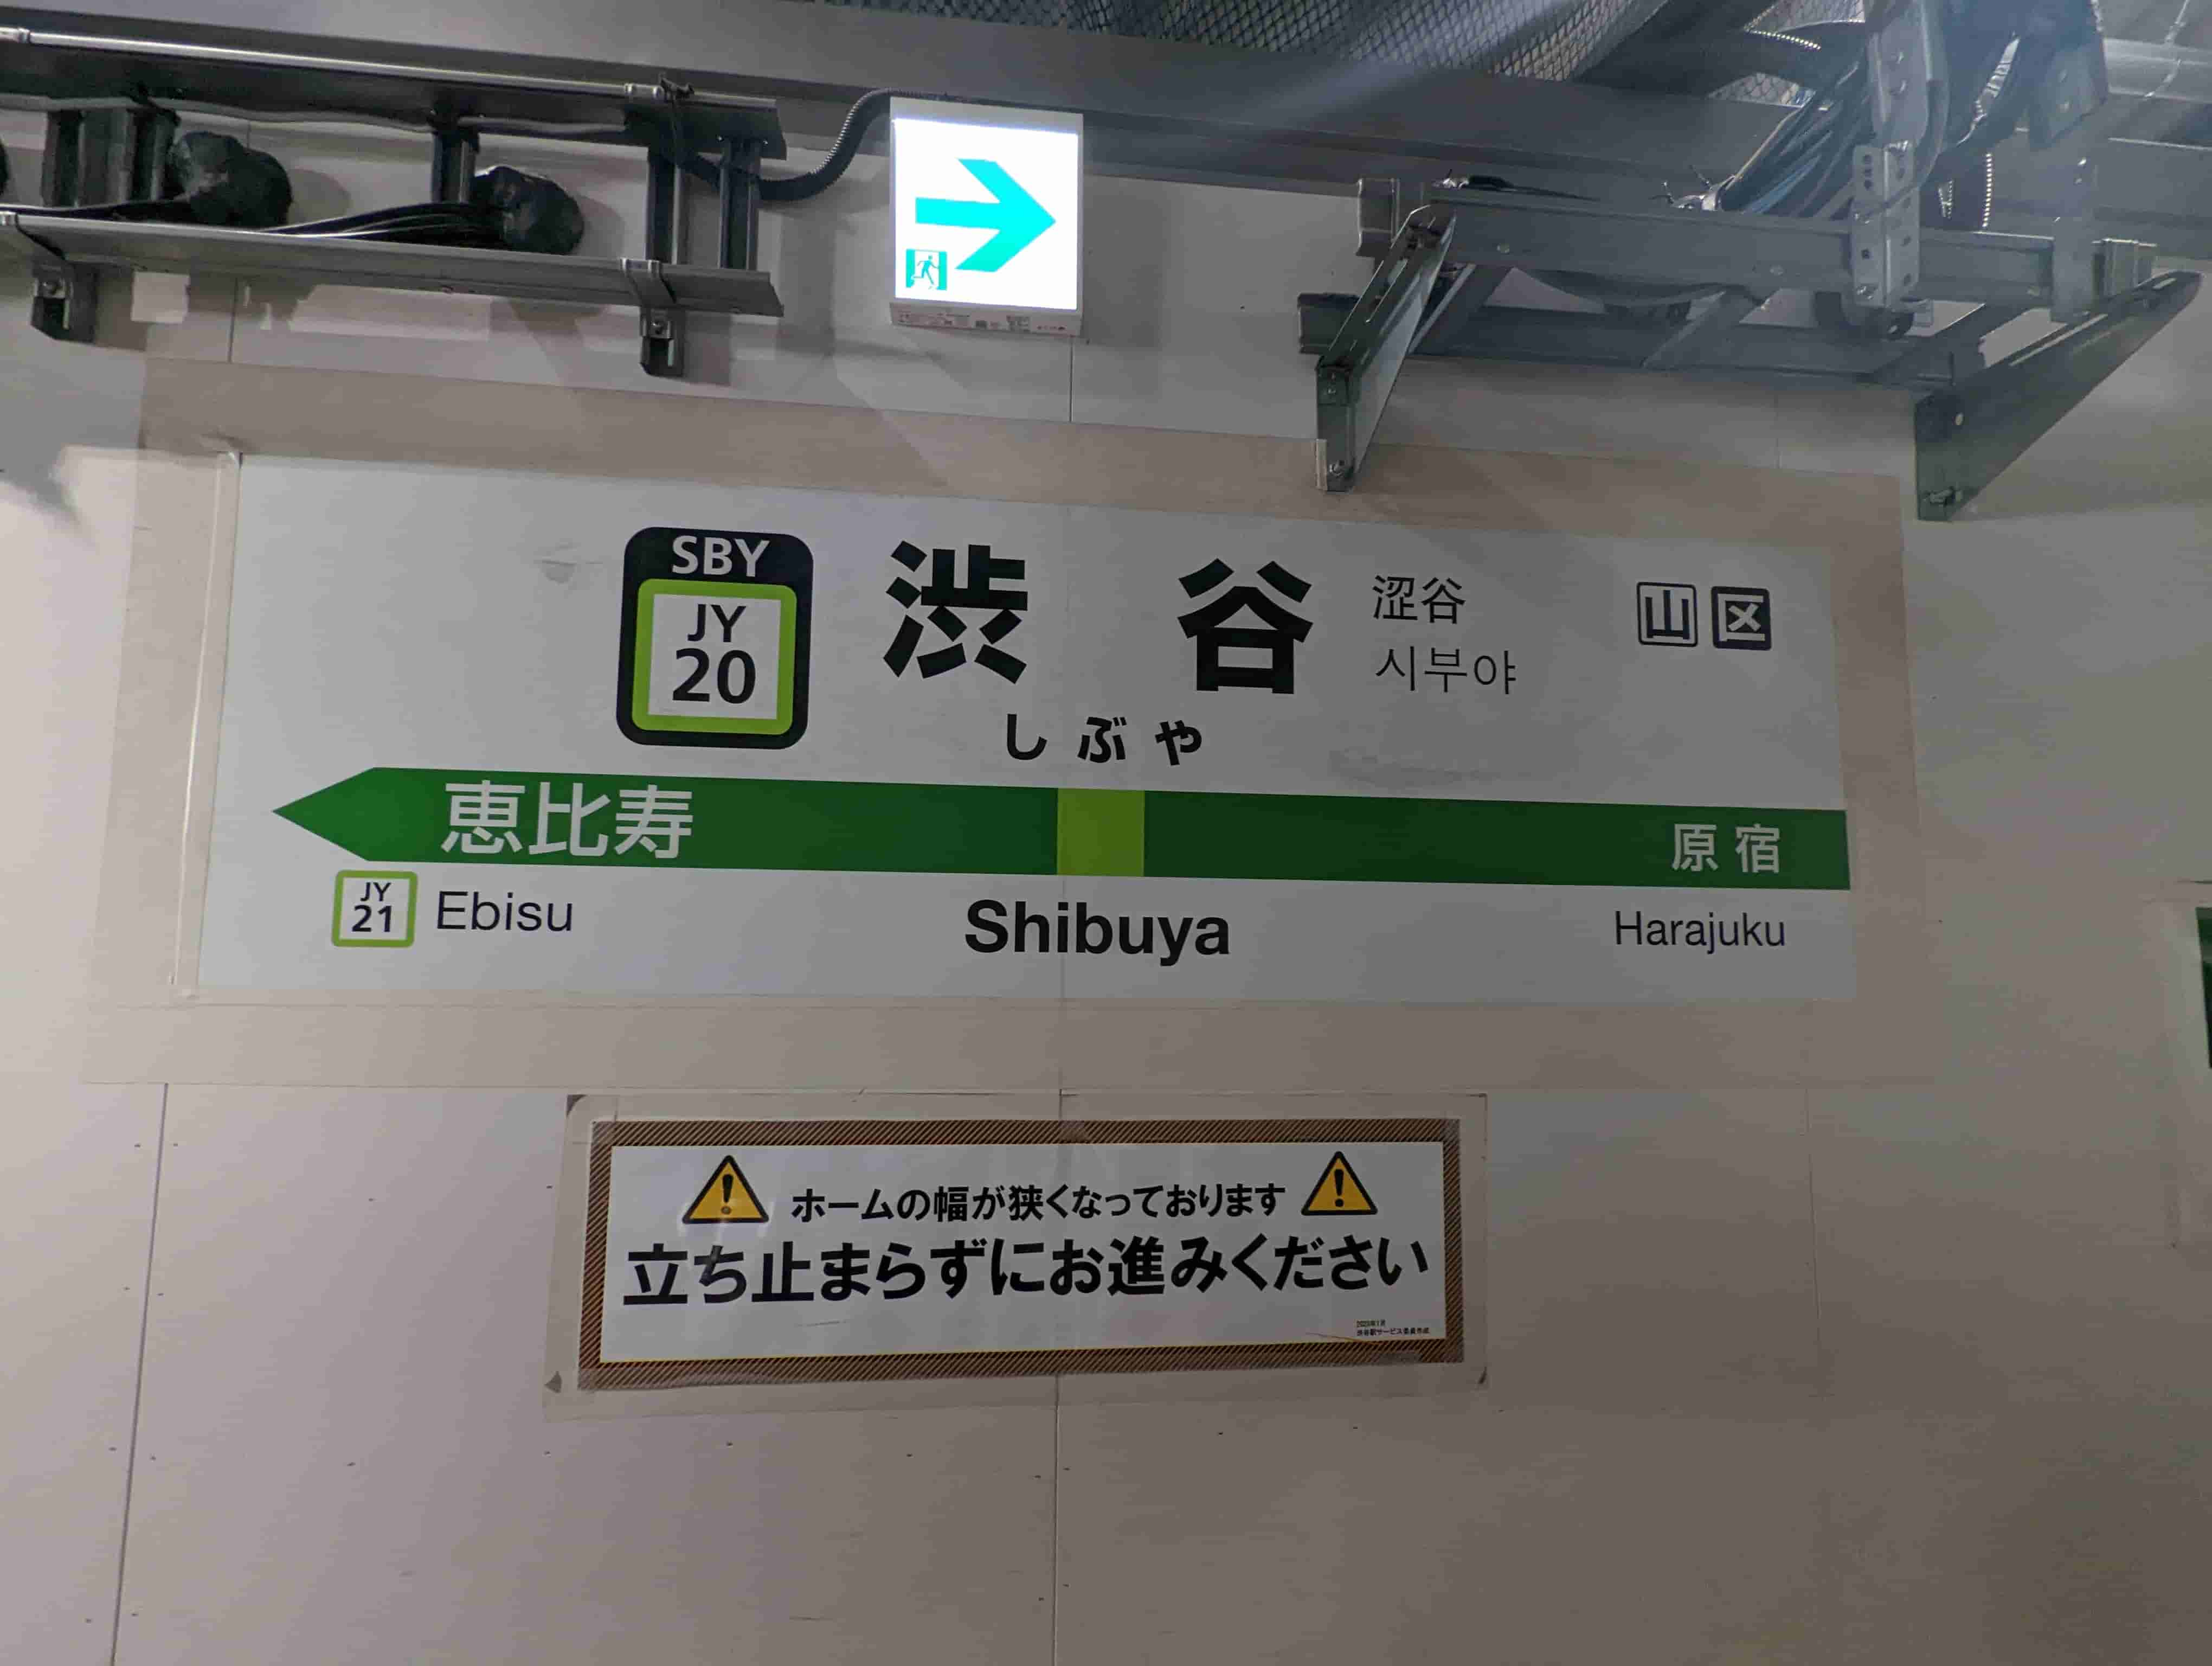 SBY
JY
20
渋谷
しぶや
涩谷
시부야
山 区
恵比寿
原宿
JY
21
Ebisu
Shibuya
Harajuku
ホームの幅が狭くなっております
立ち止まらずにお進みください